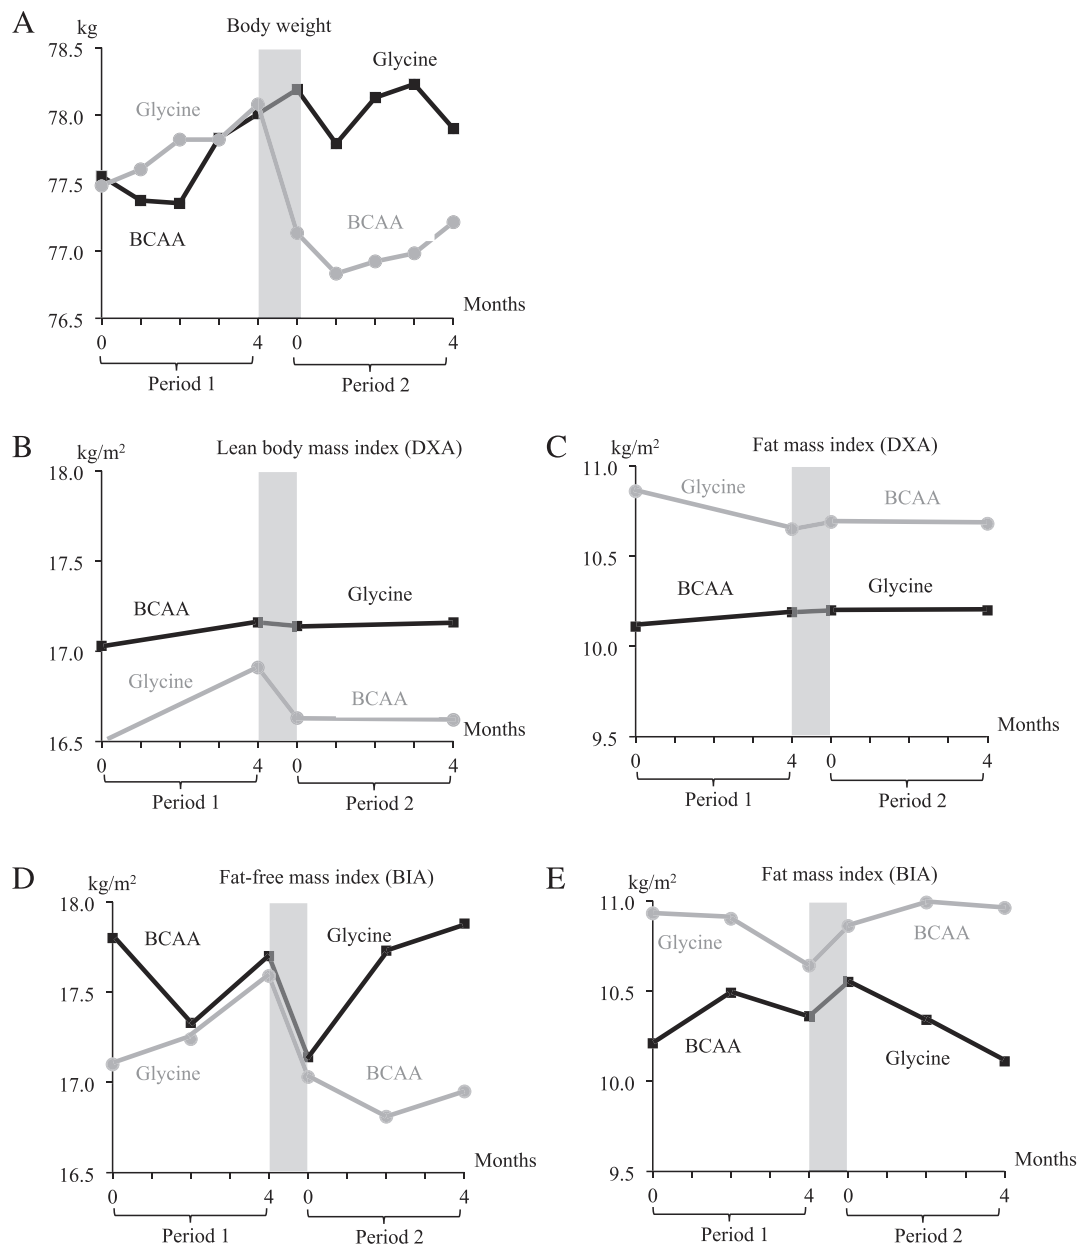 A
kg
Body weight
78.5
Glycine
Glycine
78.0
77.5
BCAA
BCAA
77.0
Months
76.5
0 4 0 4
Period 1 Period 2
B
kg/m2
Lean body mass index (DXA)
18.0
17.5
BCAA
Glycine
17.0
Glycine
BCAA
Months
16.5
0 4 0 4
Period 1 Period 2
C
kg/m2
Fat mass index (DXA)
11.0
Glycine
BCAA
10.5
BCAA
Glycine
10.0
Months
9.5
0 4 0 4
Period 1 Period 2
D
kg/m2
Fat-free mass index (BIA)
18.0
BCAA
Glycine
17.5
17.0
Glycine
BCAA
Months
16.5
0 4 0 4
Period 1 Period 2
E
kg/m2
Fat mass index (BIA)
11.0
Glycine
BCAA
10.5
BCAA
Glycine
10.0
Months
9.5
0 4 0 4
Period 1 Period 2